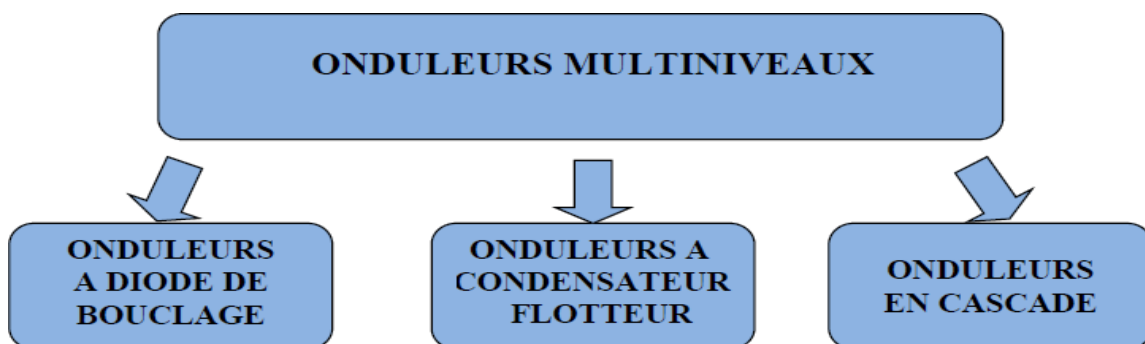 ONDULEURS MULTINIVEAUX
ONDULEURS
A DIODE DE
BOUCLAGE
ONDULEURS A
CONDENSATEUR
FLOTTEUR
ONDULEURS
EN CASCADE